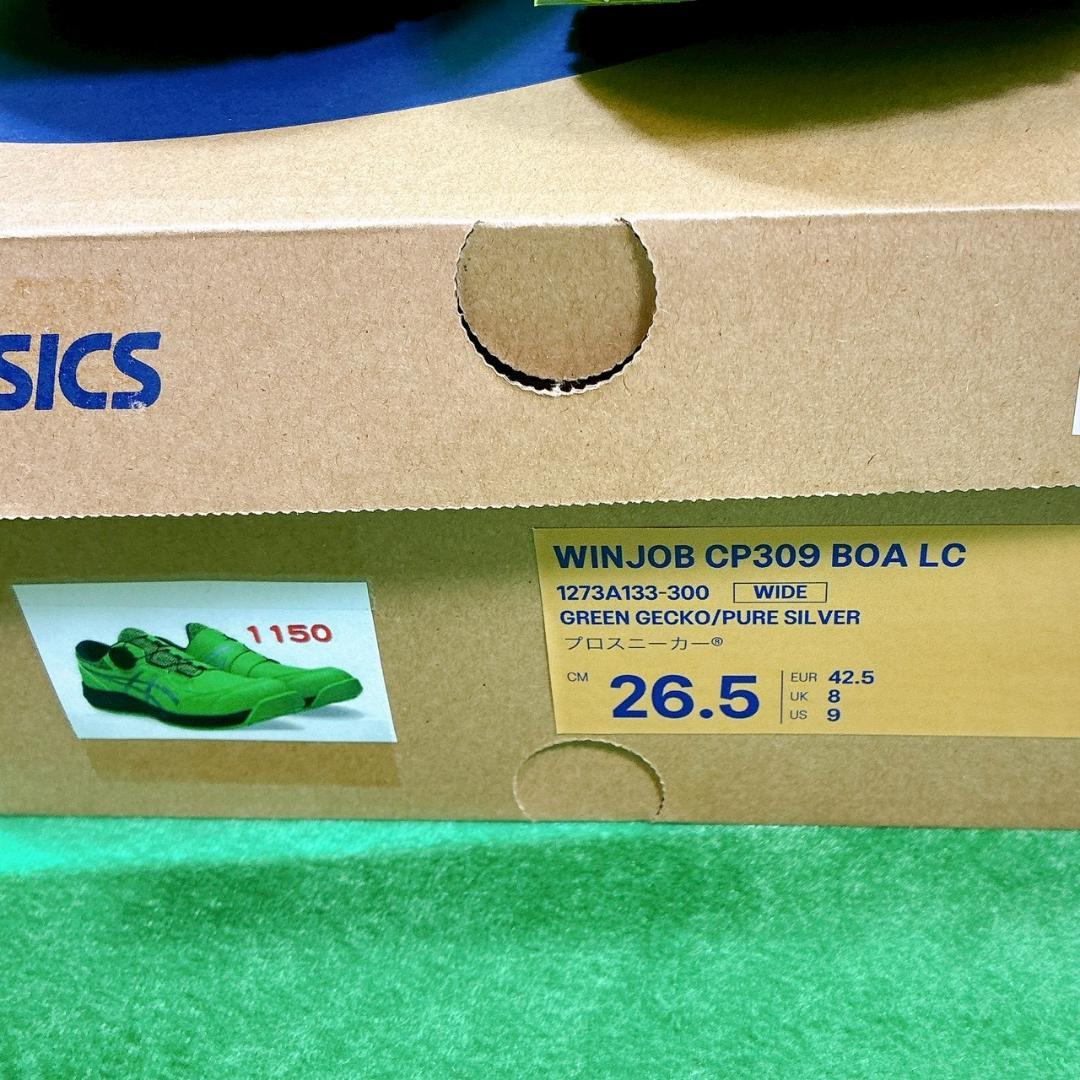 SICS
1150
WINJOB CP309 BOA LC
1273A133-300 WIDE
GREEN GECKO/PURE SILVER
プロスニーカー®
CM 26.5
EUR 42.5
UK 8
US 9